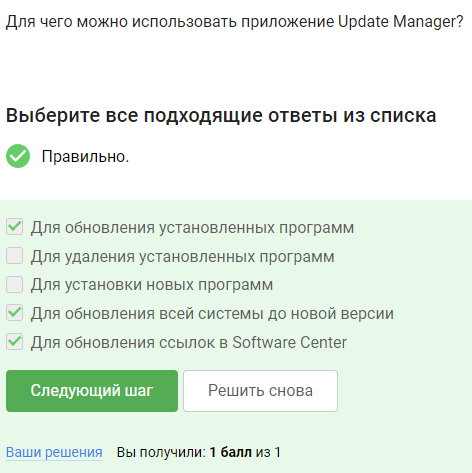 Для чего можно использовать приложение Update Manager?
Выберите все подходящие ответы из списка
Правильно.
Для обновления установленных программ
Для удаления установленных программ
Для установки новых программ
Для обновления всей системы до новой версии
Для обновления ссылок в Software Center
Следующий шаг
Решить снова
Ваши решения Вы получили: 1 балл из 1